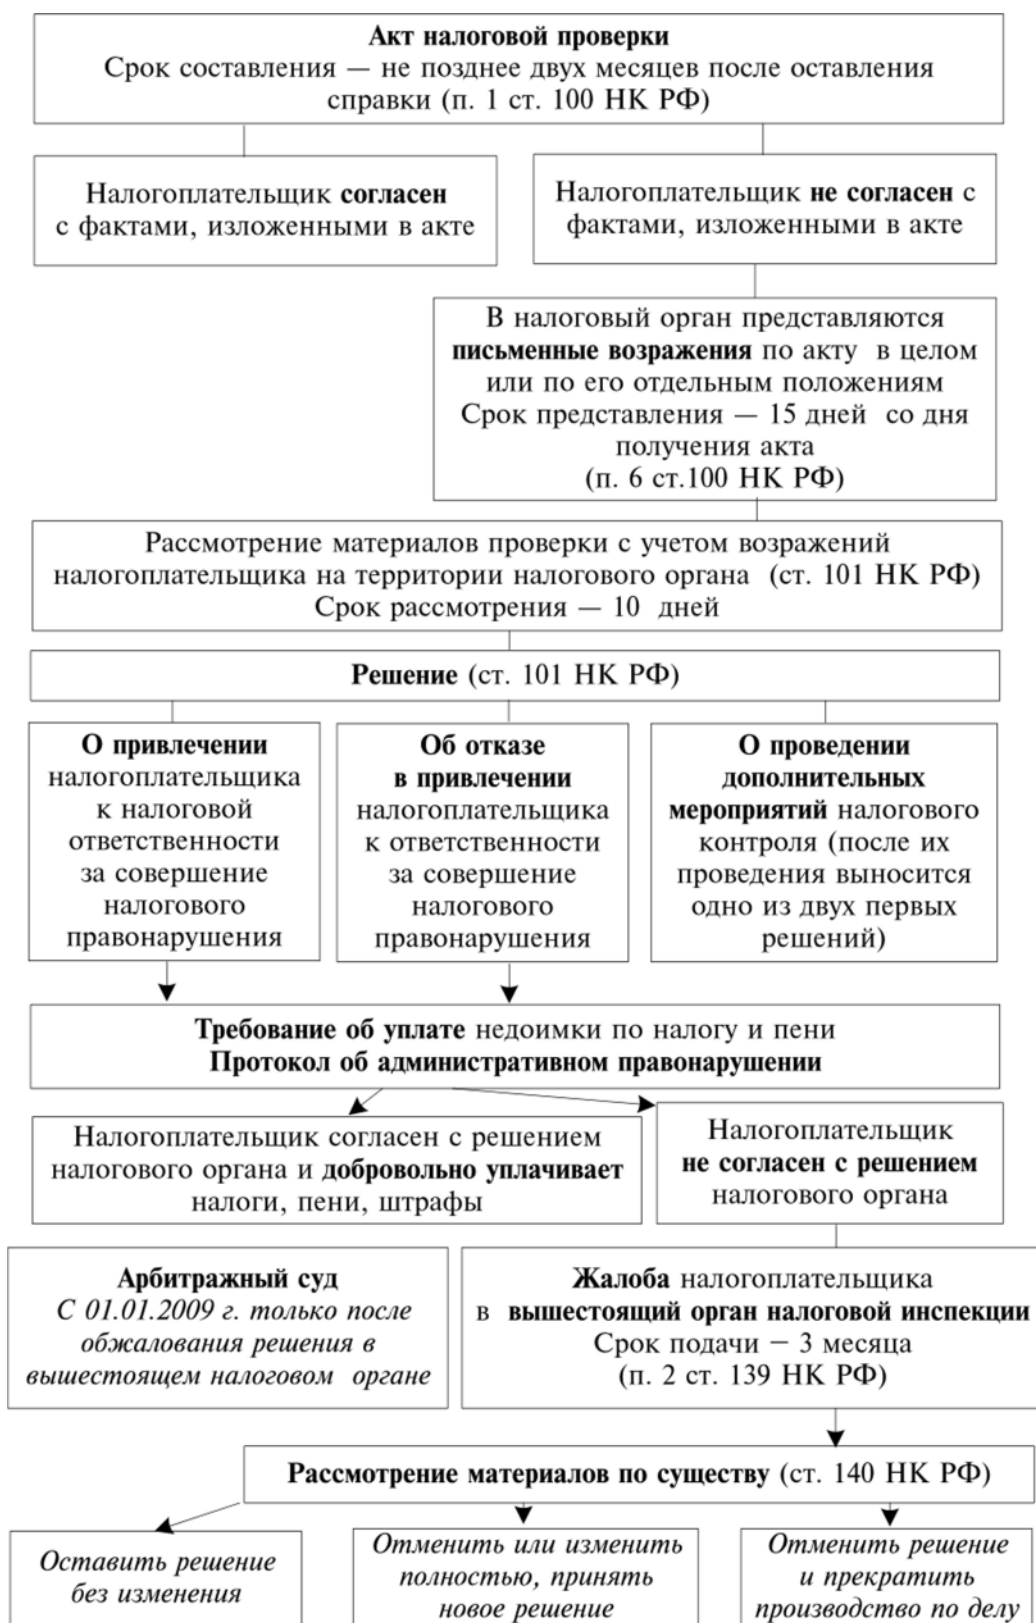 Акт налоговой проверки
Срок составления — не позднее двух месяцев после оставления
справки (п. 1 ст. 100 НК РФ)
Налогоплательщик согласен
с фактами, изложенными в акте
Налогоплательщик не согласен с
фактами, изложенными в акте
В налоговый орган представляются
письменные возражения по акту в целом
или по его отдельным положениям
Срок представления — 15 дней со дня
получения акта
(п. 6 ст.100 НК РФ)
Рассмотрение материалов проверки с учетом возражений
налогоплательщика на территории налогового органа (ст. 101 НК РФ)
Срок рассмотрения — 10 дней
Решение (ст. 101 НК РФ)
О привлечении
налогоплательщика
к налоговой
ответственности
за совершение
налогового
правонарушения
Об отказе
в привлечении
налогоплательщика
к ответственности
за совершение
налогового
правонарушения
О проведении
дополнительных
мероприятий налогового
контроля (после их
проведения выносится
одно из двух первых
решений)
Требование об уплате недоимки по налогу и пени
Протокол об административном правонарушении
Налогоплательщик согласен с решением
налогового органа и добровольно уплачивает
налоги, пени, штрафы
Налогоплательщик
не согласен с решением
налогового органа
Арбитражный суд
С 01.01.2009 г. только после
обжалования решения в
вышестоящем налоговом органе
Жалоба налогоплательщика
в вышестоящий орган налоговой инспекции
Срок подачи — 3 месяца
(п. 2 ст. 139 НК РФ)
Рассмотрение материалов по существу (ст. 140 НК РФ)
Оставить решение
без изменения
Отменить или изменить
полностью, принять
новое решение
Отменить решение
и прекратить
производство по делу